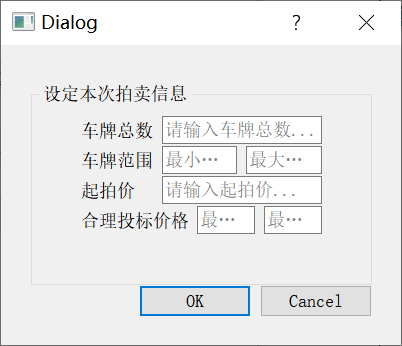 Dialog
设定本次拍卖信息
车牌总数 请输入车牌总数...
车牌范围 最小… 最大…
起拍价 请输入起拍价...
合理投标价格 最… 最…
OK Cancel